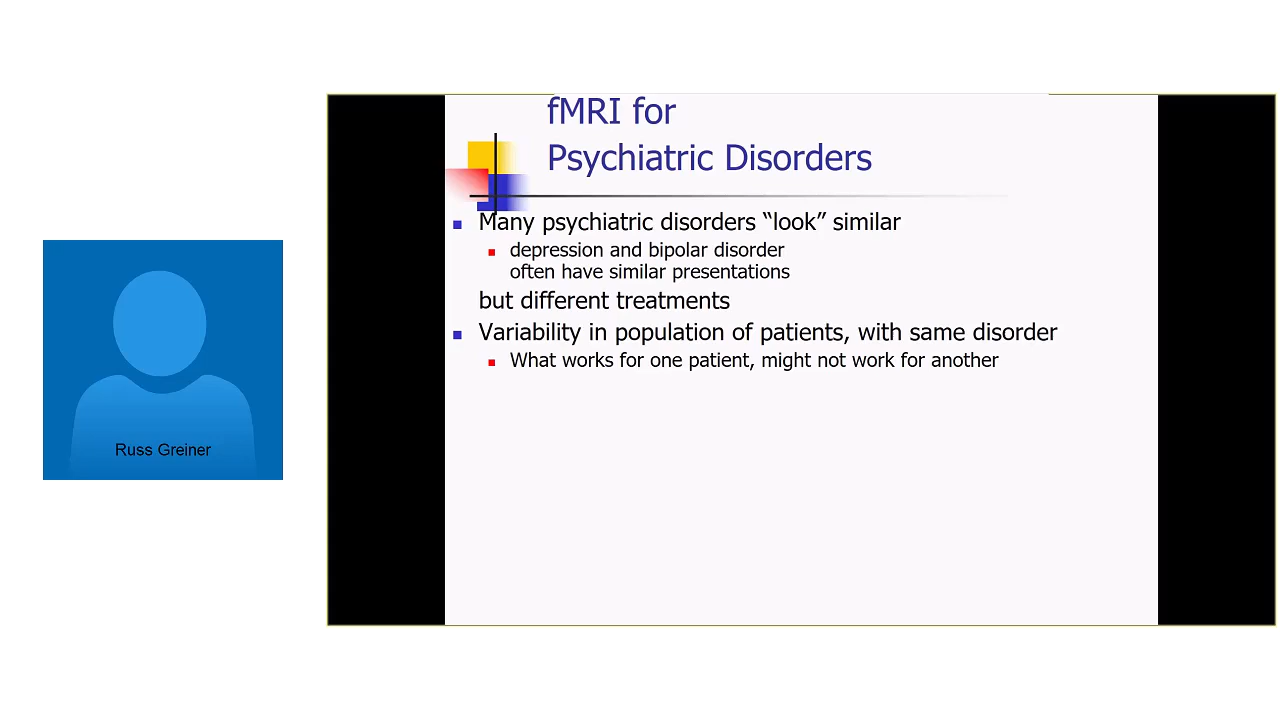 fMRI for
Psychiatric Disorders
Many psychiatric disorders “look” similar
depression and bipolar disorder
often have similar presentations
but different treatments
Variability in population of patients, with same disorder
What works for one patient, might not work for another
Russ Greiner